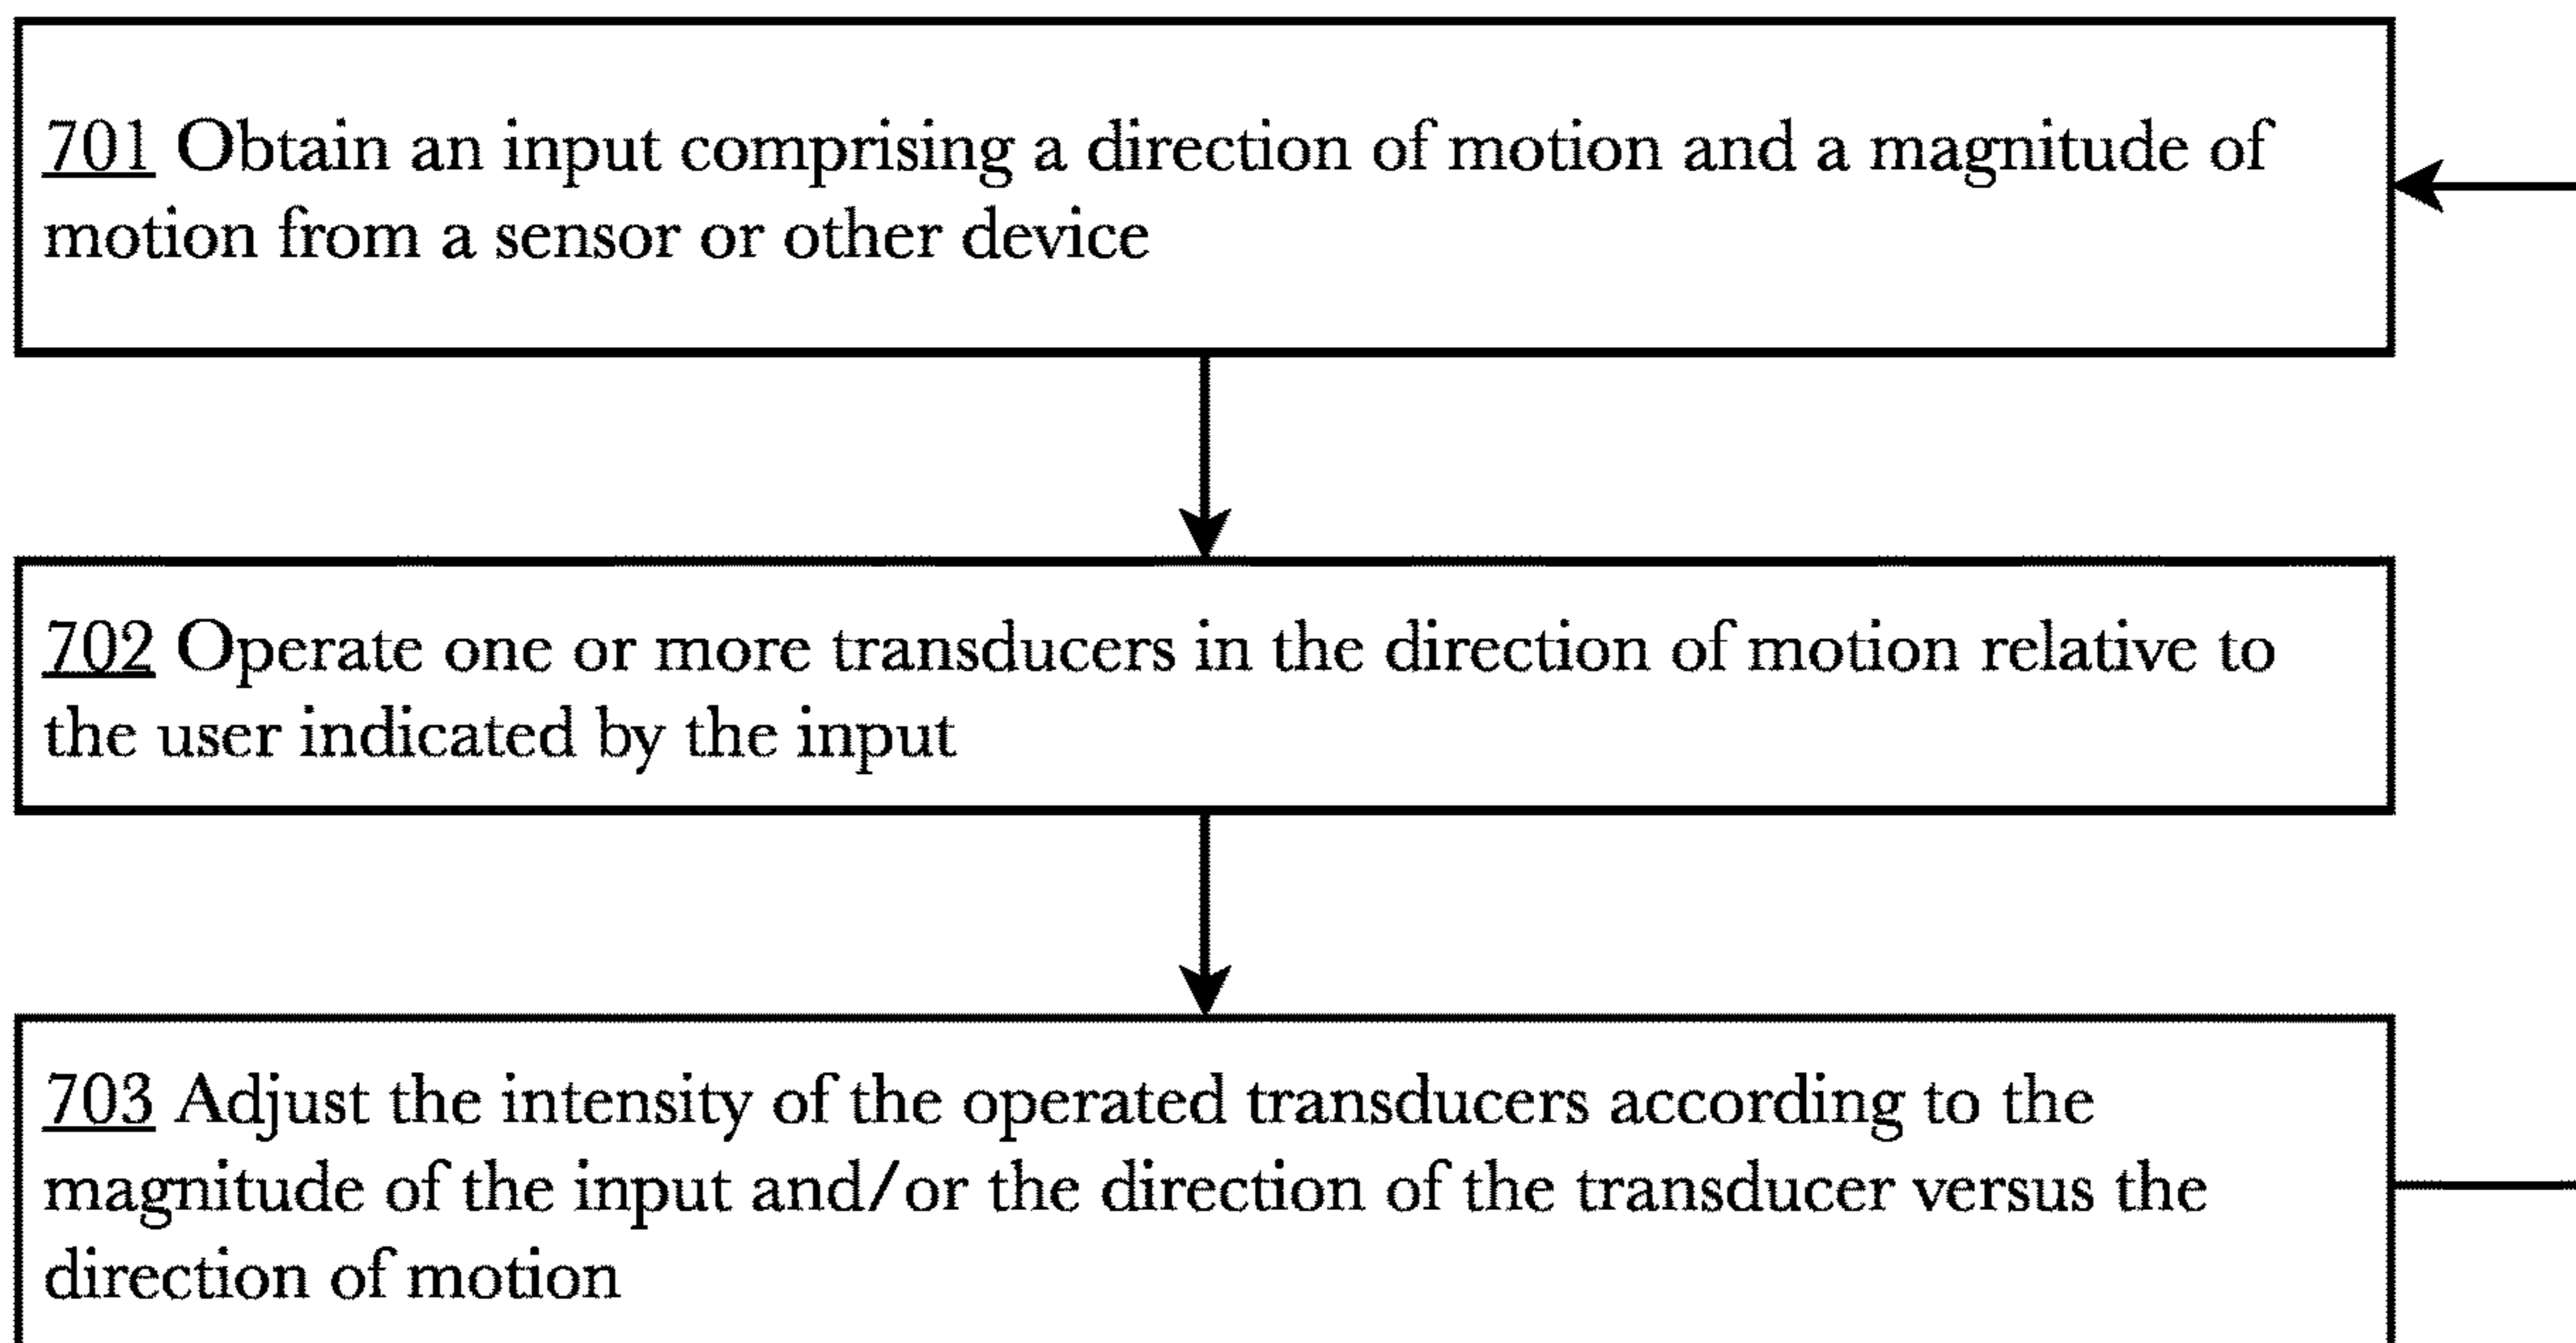 701 Obtain an input comprising a direction of motion and a magnitude of
motion from a sensor or other device
702 Operate one or more transducers in the direction of motion relative to
the user indicated by the input
703 Adjust the intensity of the operated transducers according to the
magnitude of the input and/or the direction of the transducer versus the
direction of motion